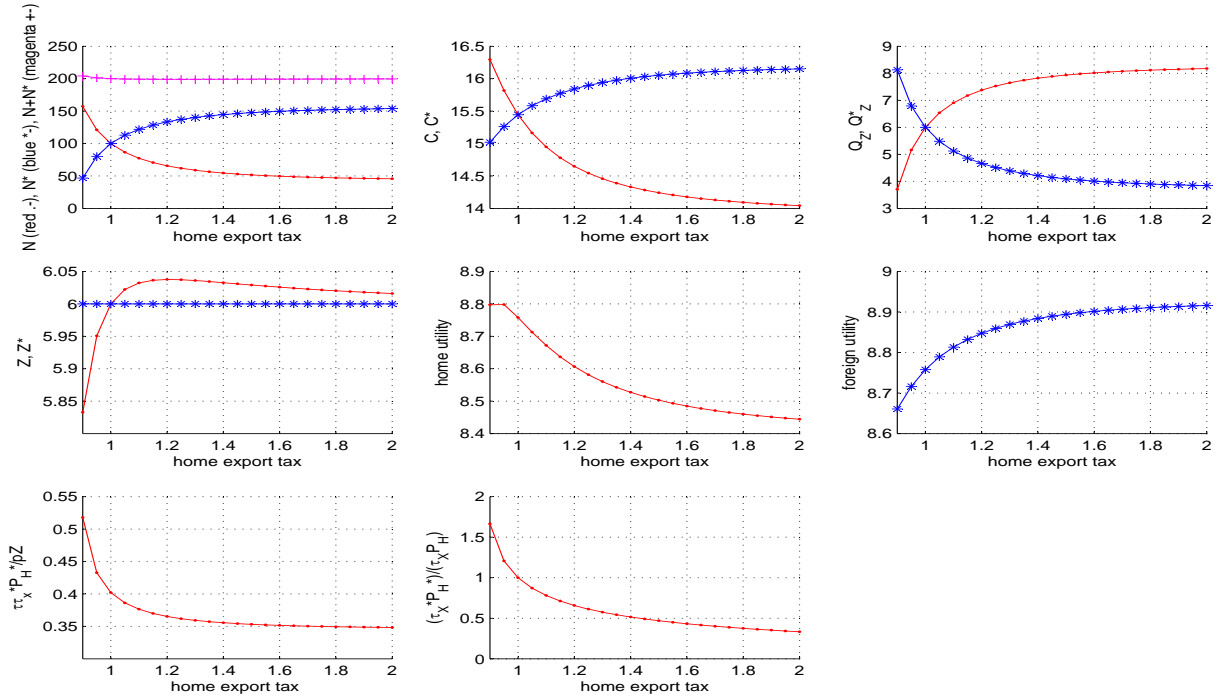 N (red .-), N* (blue *-), N+N* (magenta +-)
250
200
150
100
50
0
1 1.2 1.4 1.6 1.8 2
home export tax
C, C*
16.5
16
15.5
15
14.5
14
1 1.2 1.4 1.6 1.8 2
home export tax
Q_Z, Q*_Z
9
8
7
6
5
4
3
1 1.2 1.4 1.6 1.8 2
home export tax
Z, Z*
6.05
6
5.95
5.9
5.85
1 1.2 1.4 1.6 1.8 2
home export tax
home utility
8.9
8.8
8.7
8.6
8.5
8.4
1 1.2 1.4 1.6 1.8 2
home export tax
foreign utility
9
8.9
8.8
8.7
8.6
1 1.2 1.4 1.6 1.8 2
home export tax
ττ_x*P_H*/pZ
0.55
0.5
0.45
0.4
0.35
1 1.2 1.4 1.6 1.8 2
home export tax
(τ_X*P_H*)/(τ_X P_H)
2
1.5
1
0.5
0
1 1.2 1.4 1.6 1.8 2
home export tax